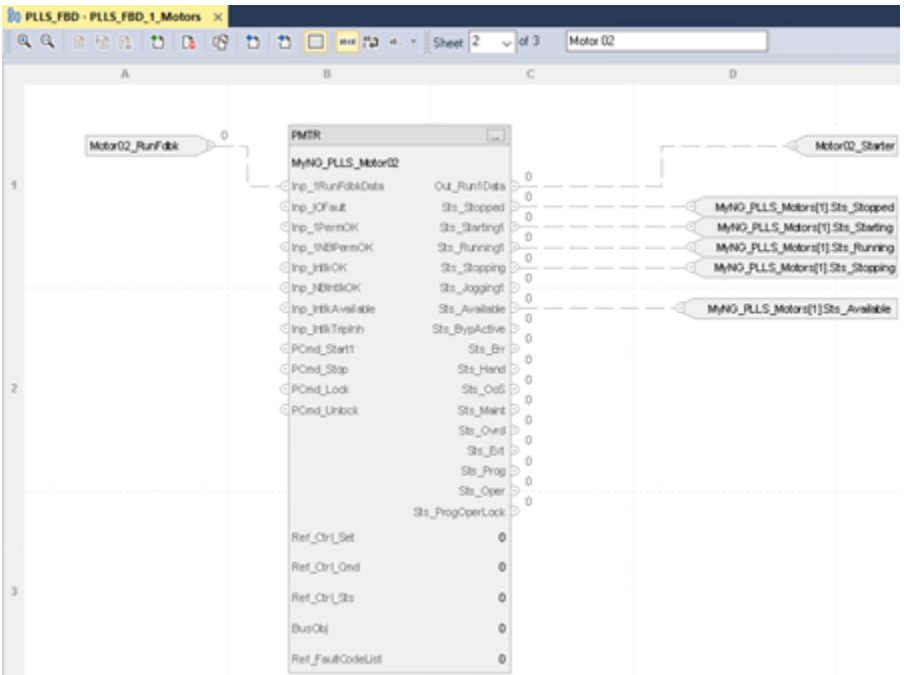 PLLS_FBD - PLLS_FBD_1_Motors ×
Sheet 2 of 3 Motor 02
A B C D
Motor02_RunFdbk 0
PMTR ...
Motor02_Starter
MyNG_PLLS_Motor02
1
Inp_1RunFdbkData Out_Run1Data 0
Inp_IOFault Sts_Stopped 0 MyNG_PLLS_Motors[1].Sts_Stopped
Inp_1PermOK Sts_Starting1 0 MyNG_PLLS_Motors[1].Sts_Starting
Inp_1NBPermOK Sts_Running1 0 MyNG_PLLS_Motors[1].Sts_Running
Inp_IntlkOK Sts_Stopping 0 MyNG_PLLS_Motors[1].Sts_Stopping
Inp_NBIntlkOK Sts_Jogging1 0
Inp_IntlkAvailable Sts_Available 0 MyNG_PLLS_Motors[1].Sts_Available
Inp_IntlkTripInh Sts_BypActive 0
PCmd_Start1 Sts_Err 0
PCmd_Stop Sts_Hand 0
2
PCmd_Lock Sts_OoS 0
PCmd_Unlock Sts_Maint 0
Sts_Ovrd 0
Sts_Ext 0
Sts_Prog 0
Sts_Oper 0
Sts_ProgOperLock 0
Ref_Ctrl_Set 0
Ref_Ctrl_Cmd 0
3
Ref_Ctrl_Sts 0
BusObj 0
Ref_FaultCodeList 0